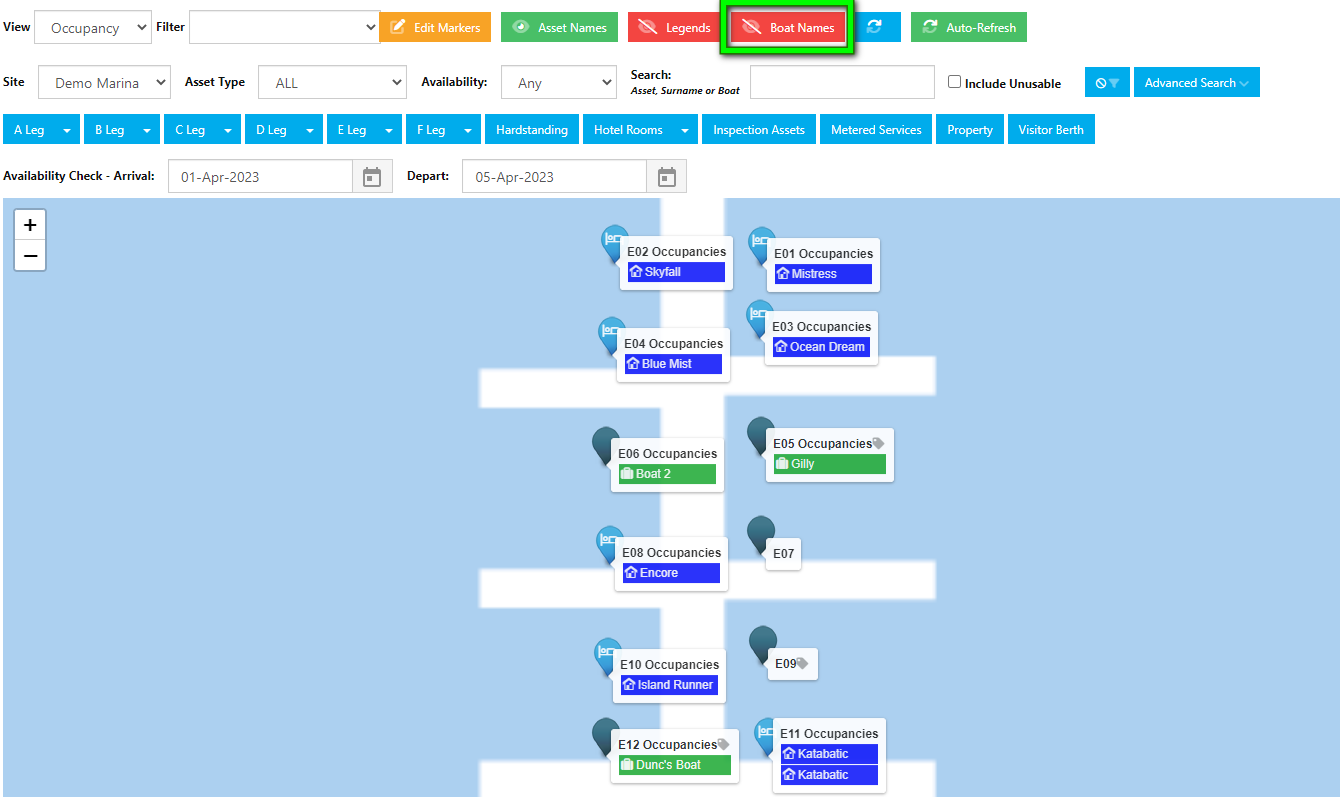 View Occupancy Filter Edit Markers Asset Names Legends Boat Names Auto-Refresh
Site Demo Marina Asset Type ALL Availability: Any Search: Include Unusable Advanced Search
Asset, Surname or Boat
A Leg B Leg C Leg D Leg E Leg F Leg Hardstanding Hotel Rooms Inspection Assets Metered Services Property Visitor Berth
Availability Check - Arrival: 01-Apr-2023 Depart: 05-Apr-2023
+
−
E02 Occupancies
Skyfall
E01 Occupancies
Mistress
E04 Occupancies
Blue Mist
E03 Occupancies
Ocean Dream
E06 Occupancies
Boat 2
E05 Occupancies
Gilly
E08 Occupancies
Encore
E07
E10 Occupancies
Island Runner
E09
E12 Occupancies
Dunc's Boat
E11 Occupancies
Katabatic
Katabatic